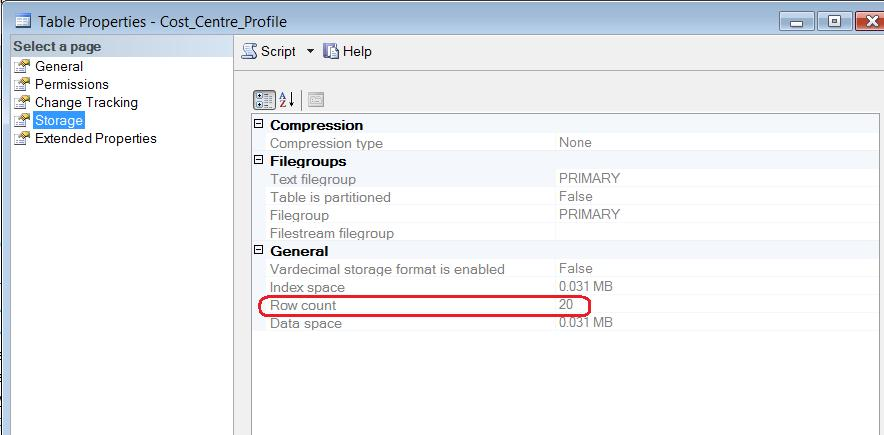 Table Properties - Cost_Centre_Profile
Select a page
General
Permissions
Change Tracking
Storage
Extended Properties
Script Help
Compression
Compression type None
Filegroups
Text filegroup PRIMARY
Table is partitioned False
Filegroup PRIMARY
Filestream filegroup
General
Vardecimal storage format is enabled False
Index space 0.031 MB
Row count 20
Data space 0.031 MB